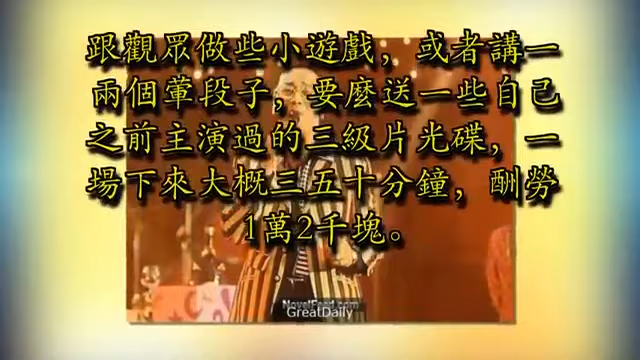 跟觀眾做些小遊戲，或者講一
兩個葷段子，要麼送一些自己
之前主演過的三級片光碟，一
場下來大概三五十分鐘，酬勞
1萬2千塊。
NovelFeed.com
GreatDaily